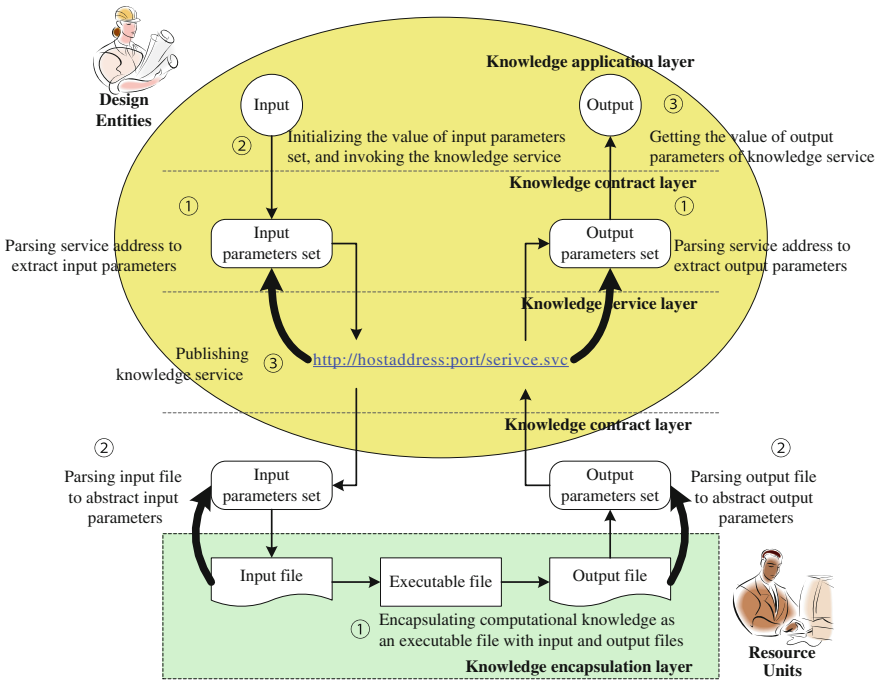 Knowledge application layer
Design
Entities
Input
Output
③
②
Initializing the value of input parameters
set, and invoking the knowledge service
Getting the value of output
parameters of knowledge service
Knowledge contract layer
①
①
Input
parameters set
Output
parameters set
Parsing service address to
extract input parameters
Parsing service address to
extract output parameters
Knowledge service layer
Publishing
knowledge service
③
http://hostaddress:port/serivce.svc
Knowledge contract layer
②
②
Parsing input file
to abstract input
parameters
Input
parameters set
Output
parameters set
Parsing output file
to abstract output
parameters
Input file
Executable file
Output file
①
Encapsulating computational knowledge as
an executable file with input and output files
Knowledge encapsulation layer
Resource
Units